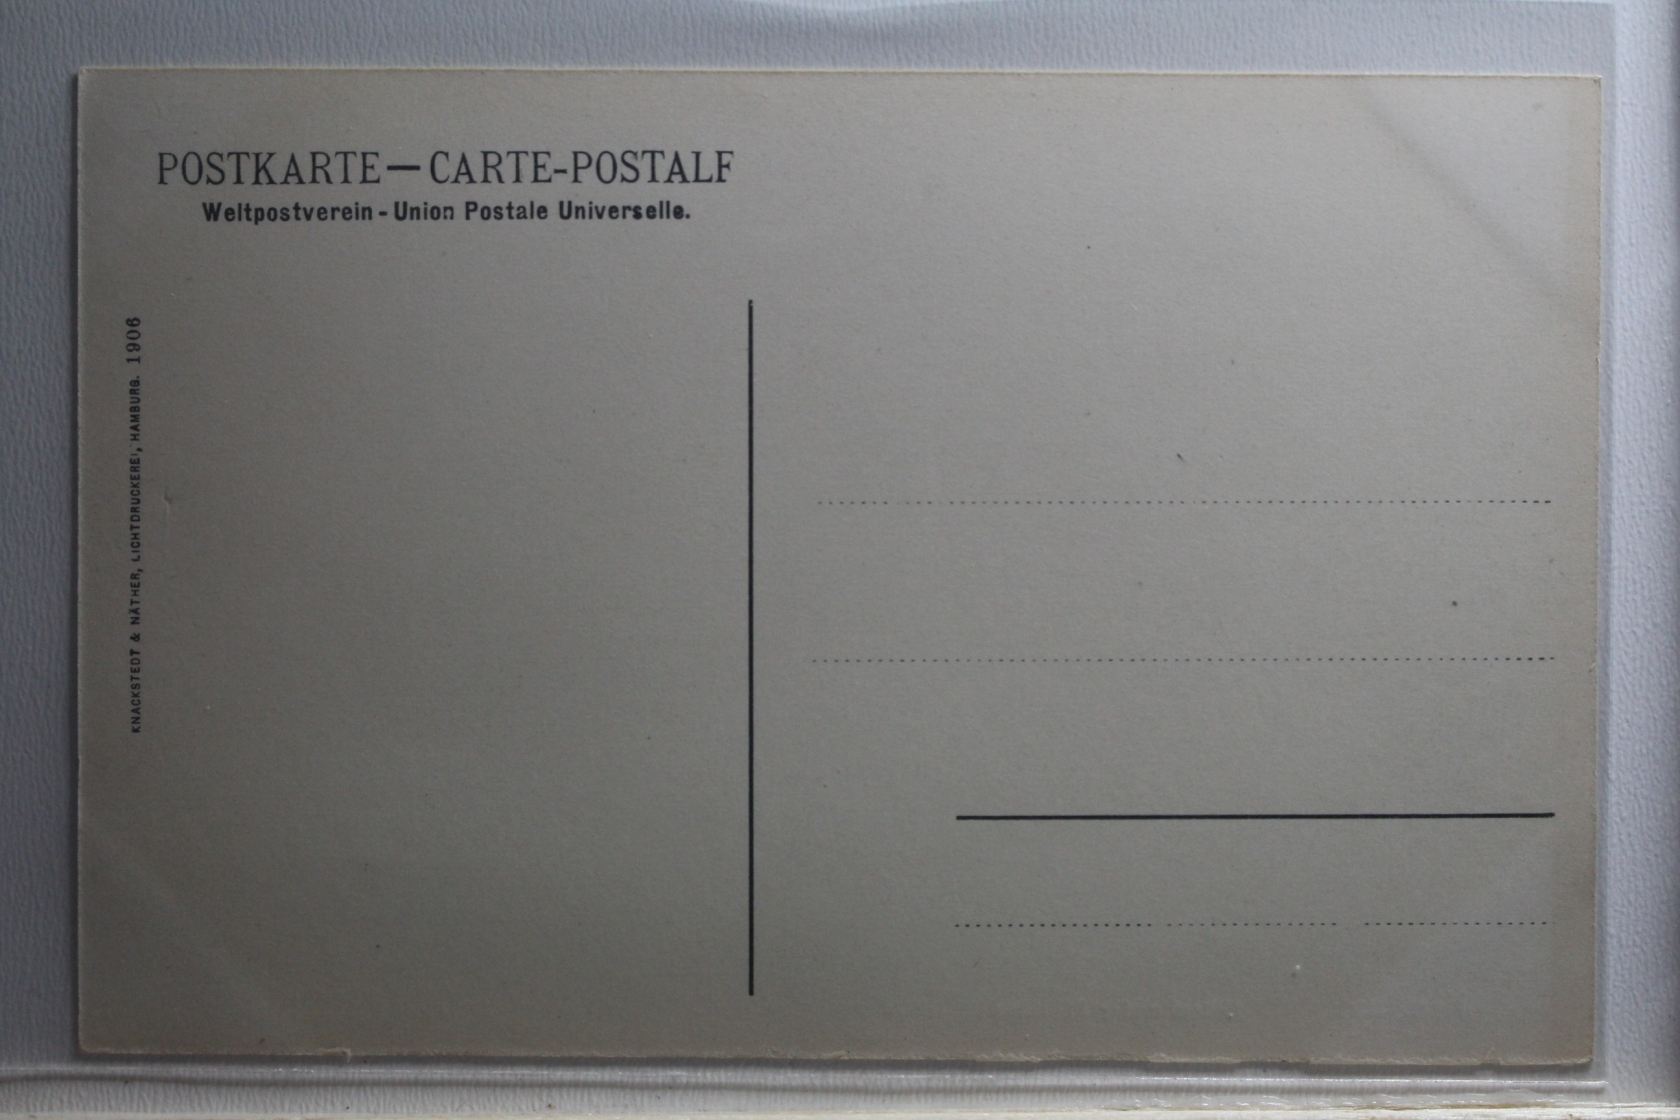 POSTKARTE — CARTE-POSTALF
Weltpostverein - Union Postale Universelle.
KNACKSTEDT & NÄTHER, LICHTDRUCKEREI, HAMBURG. 1906